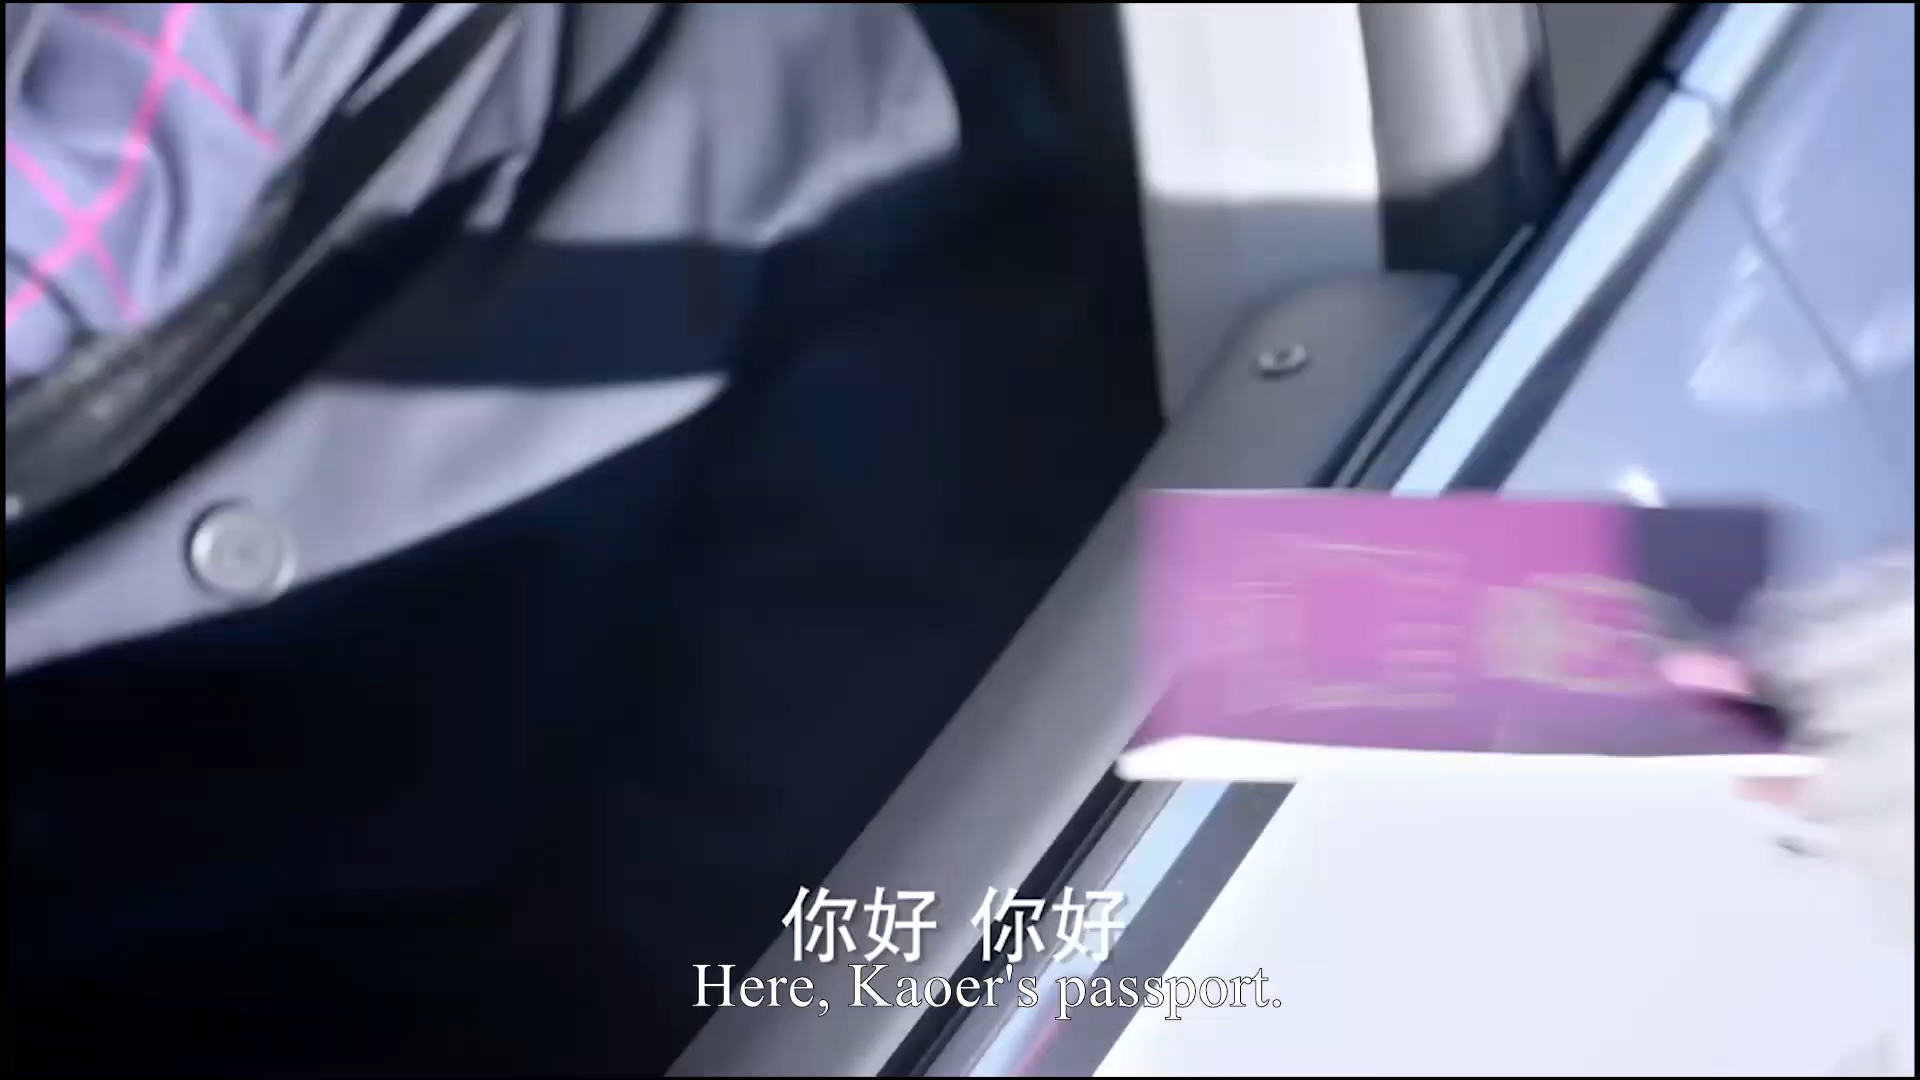 你好 你好
Here, Kaoer's passport.